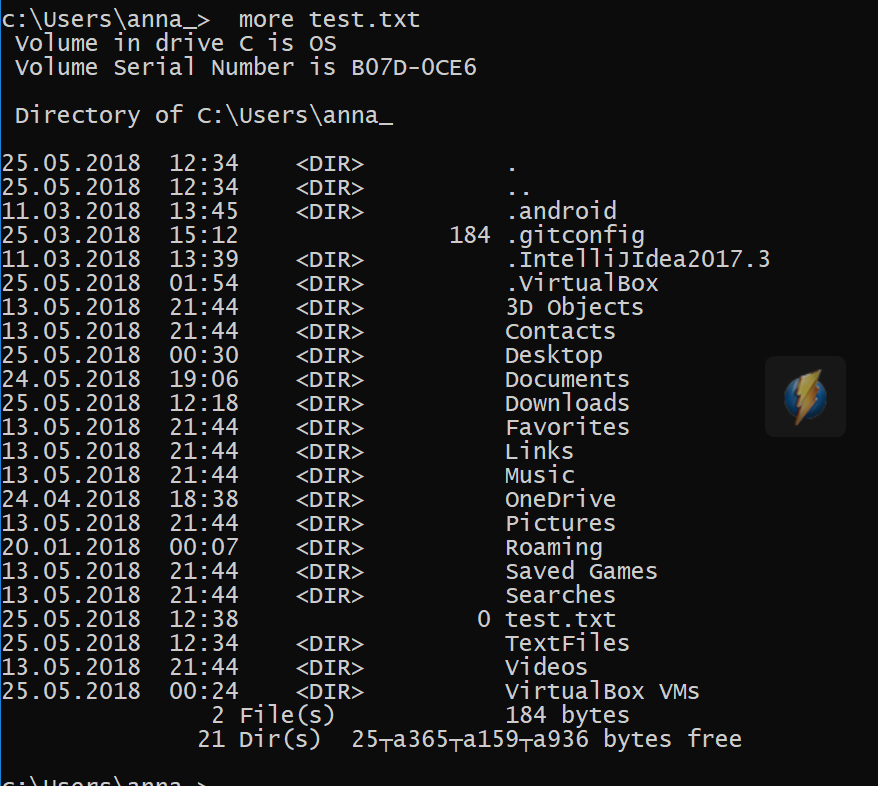 c:\Users\anna_>  more test.txt
 Volume in drive C is OS
 Volume Serial Number is B07D-0CE6

 Directory of C:\Users\anna_

25.05.2018  12:34    <DIR>          .
25.05.2018  12:34    <DIR>          ..
11.03.2018  13:45    <DIR>          .android
25.03.2018  15:12               184 .gitconfig
11.03.2018  13:39    <DIR>          .IntelliJIdea2017.3
25.05.2018  01:54    <DIR>          .VirtualBox
13.05.2018  21:44    <DIR>          3D Objects
13.05.2018  21:44    <DIR>          Contacts
25.05.2018  00:30    <DIR>          Desktop
24.05.2018  19:06    <DIR>          Documents
25.05.2018  12:18    <DIR>          Downloads
13.05.2018  21:44    <DIR>          Favorites
13.05.2018  21:44    <DIR>          Links
13.05.2018  21:44    <DIR>          Music
24.04.2018  18:38    <DIR>          OneDrive
13.05.2018  21:44    <DIR>          Pictures
20.01.2018  00:07    <DIR>          Roaming
13.05.2018  21:44    <DIR>          Saved Games
13.05.2018  21:44    <DIR>          Searches
25.05.2018  12:38                 0 test.txt
25.05.2018  12:34    <DIR>          TextFiles
13.05.2018  21:44    <DIR>          Videos
25.05.2018  00:24    <DIR>          VirtualBox VMs
               2 File(s)            184 bytes
              21 Dir(s)  25┬а365┬а159┬а936 bytes free

c:\Users\anna_>